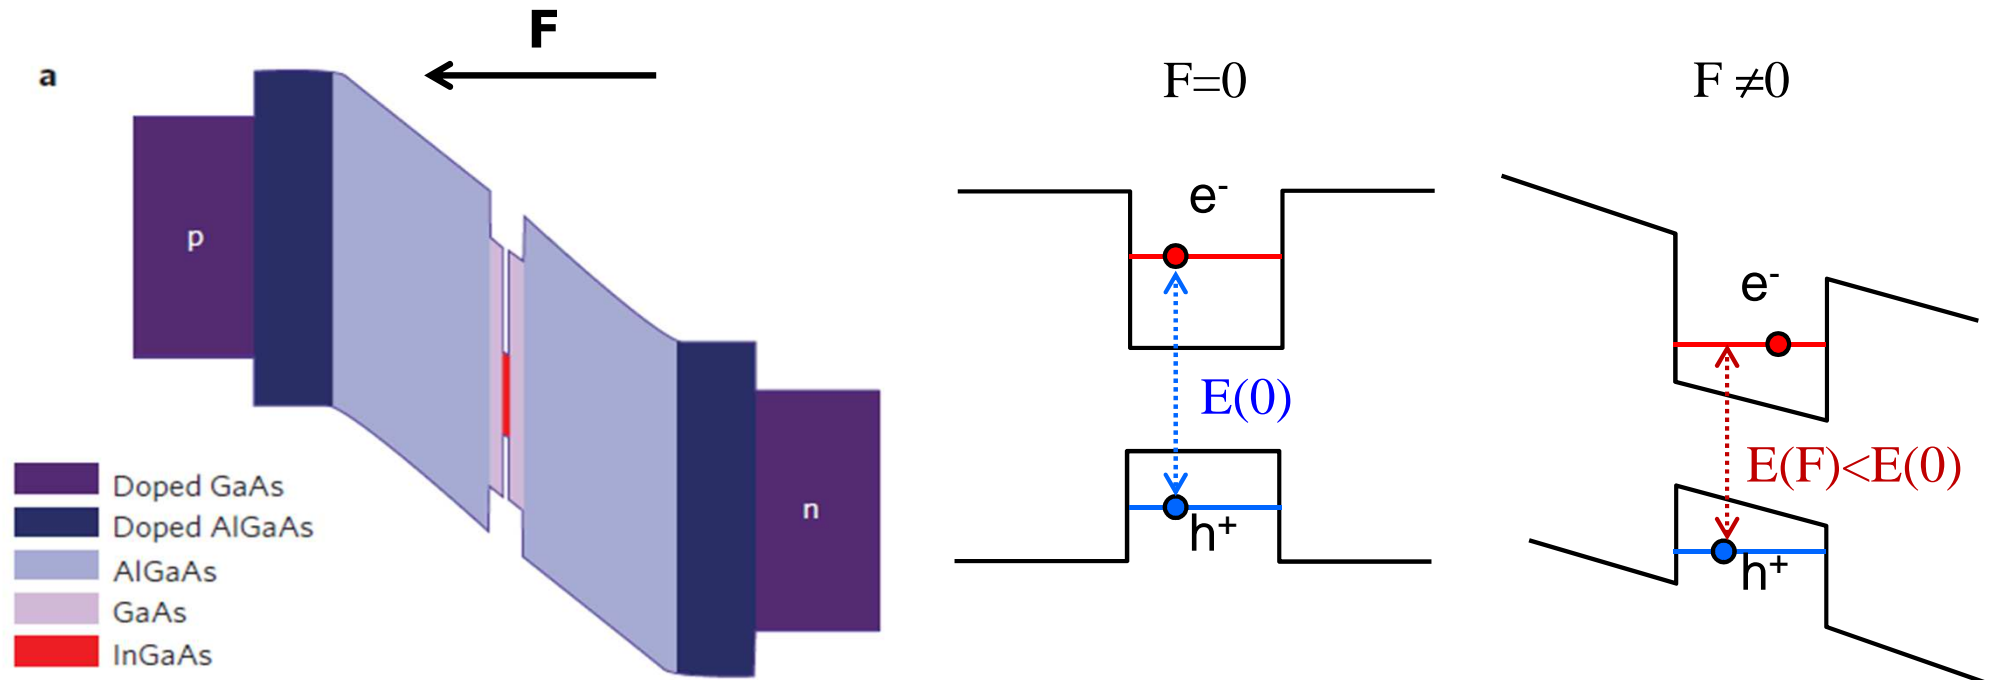 a
F
p
n
Doped GaAs
Doped AlGaAs
AlGaAs
GaAs
InGaAs
F=0
e-
E(0)
h+
F ≠0
e-
E(F)<E(0)
h+